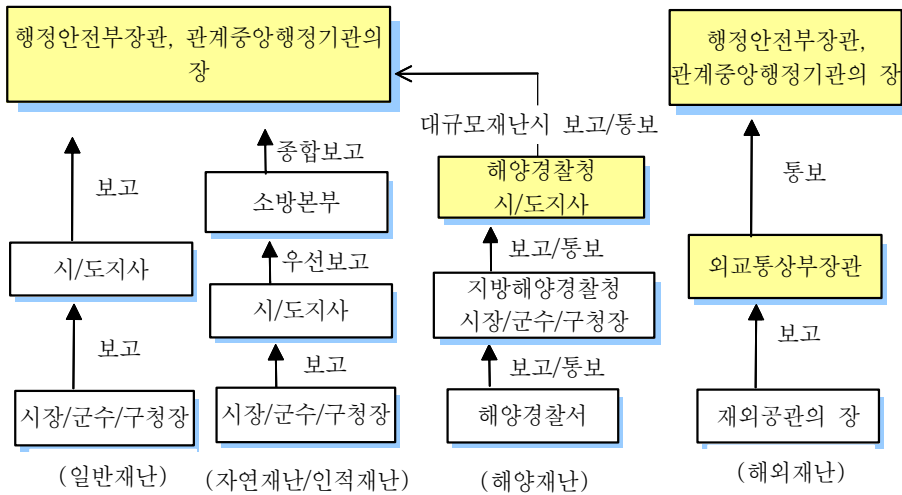 행정안전부장관, 관계중앙행정기관의
장
행정안전부장관,
관계중앙행정기관의 장
대규모재난시 보고/통보
종합보고
보고
소방본부
해양경찰청
시/도지사
통보
시/도지사
우선보고
보고/통보
외교통상부장관
시/도지사
지방해양경찰청
시장/군수/구청장
보고
보고
보고
보고/통보
시장/군수/구청장
시장/군수/구청장
해양경찰서
재외공관의 장
(일반재난)
(자연재난/인적재난)
(해양재난)
(해외재난)